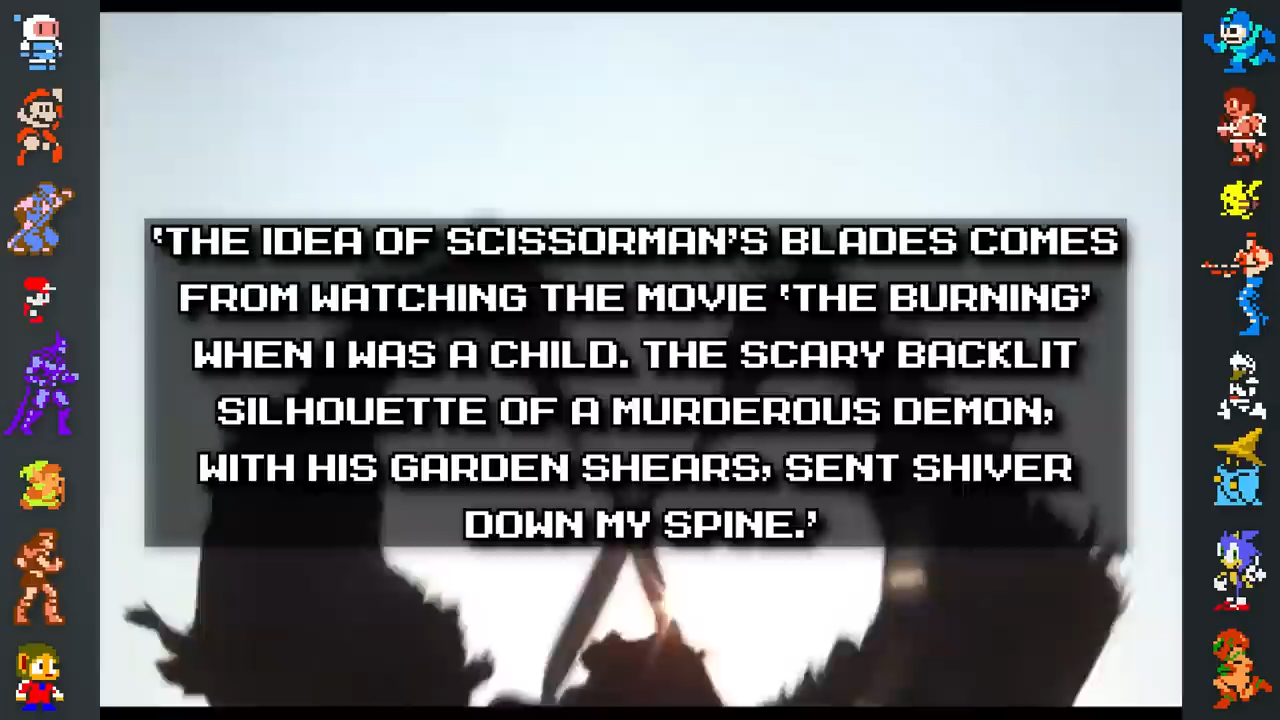 'THE IDEA OF SCISSORMAN'S BLADES COMES
FROM WATCHING THE MOVIE 'THE BURNING'
WHEN I WAS A CHILD. THE SCARY BACKLIT
SILHOUETTE OF A MURDEROUS DEMON,
WITH HIS GARDEN SHEARS, SENT SHIVER
DOWN MY SPINE.'